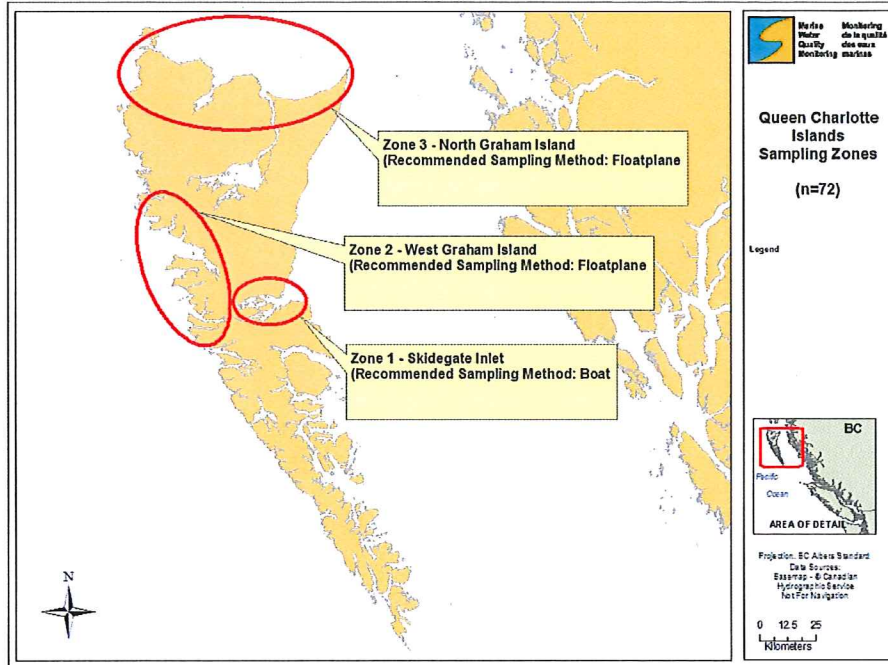 Marine Monitoring
Water de la qualité
Quality des eaux
Monitoring marines
Queen Charlotte
Islands
Sampling Zones
(n=72)
Legend
Zone 3 - North Graham Island
(Recommended Sampling Method: Floatplane
Zone 2 - West Graham Island
(Recommended Sampling Method: Floatplane
Zone 1 - Skidegate Inlet
(Recommended Sampling Method: Boat
N
BC
Pacific
Ocean
AREA OF DETAIL
Projection: BC Albers Standard
Data Sources:
Basemap - © Canadian
Hydrographic Service
Not For Navigation
0 12.5 25
Kilometers